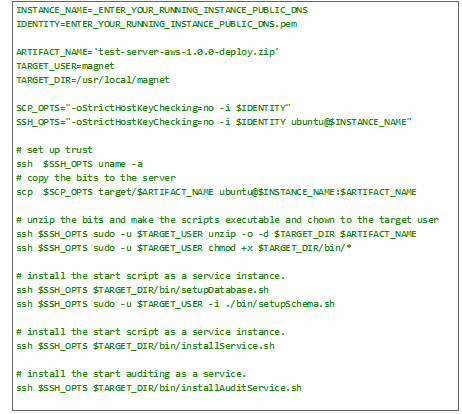 INSTANCE_NAME=_ENTER_YOUR_RUNNING_INSTANCE_PUBLIC_DNS
IDENTITY=ENTER_YOUR_RUNNING_INSTANCE_PUBLIC_DNS.pem
ARTIFACT_NAME='test-server-aws-1.0.0-deploy.zip'
TARGET_USER=magnet
TARGET_DIR=/usr/local/magnet
SCP_OPTS="-oStrictHostKeyChecking=no -i $IDENTITY"
SSH_OPTS="-oStrictHostKeyChecking=no -i $IDENTITY ubuntu@$INSTANCE_NAME"
# set up trust
ssh  $SSH_OPTS uname -a
# copy the bits to the server
scp  $SCP_OPTS target/$ARTIFACT_NAME ubuntu@$INSTANCE_NAME:$ARTIFACT_NAME
# unzip the bits and make the scripts executable and chown to the target user
ssh $SSH_OPTS sudo -u $TARGET_USER unzip -o -d $TARGET_DIR $ARTIFACT_NAME
ssh $SSH_OPTS sudo -u $TARGET_USER chmod +x $TARGET_DIR/bin/*
# install the start script as a service instance.
ssh $SSH_OPTS $TARGET_DIR/bin/setupDatabase.sh
ssh $SSH_OPTS sudo -u $TARGET_USER -i ./bin/setupSchema.sh
# install the start script as a service instance.
ssh $SSH_OPTS $TARGET_DIR/bin/installService.sh
# install the start auditing as a service.
ssh $SSH_OPTS $TARGET_DIR/bin/installAuditService.sh